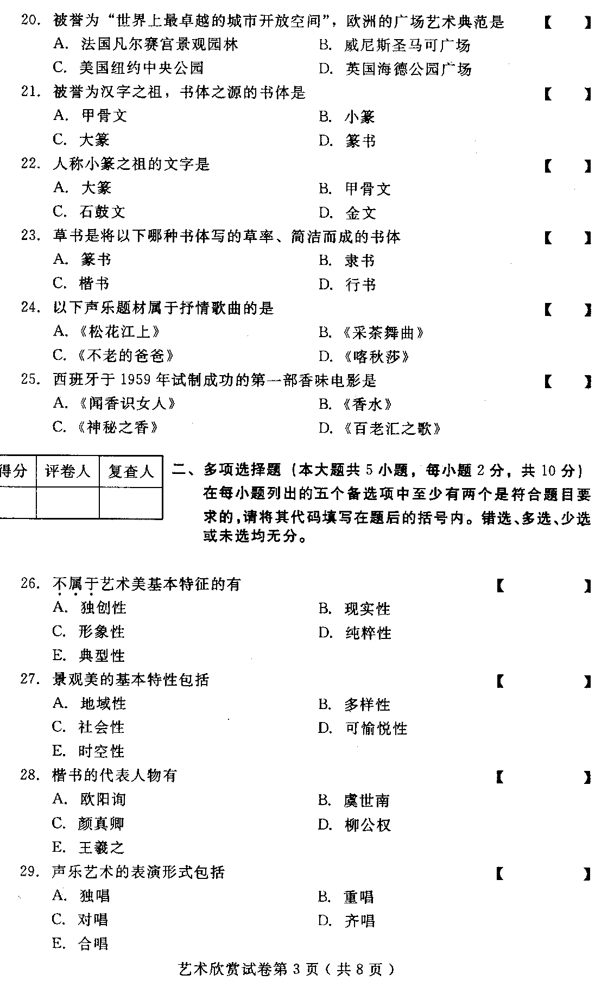 20. 被誉为“世界上最卓越的城市开放空间”，欧洲的广场艺术典范是 【 】
A. 法国凡尔赛宫景观园林 B. 威尼斯圣马可广场
C. 美国纽约中央公园 D. 英国海德公园广场
21. 被誉为汉字之祖，书体之源的书体是 【 】
A. 甲骨文 B. 小篆
C. 大篆 D. 篆书
22. 人称小篆之祖的文字是 【 】
A. 大篆 B. 甲骨文
C. 石鼓文 D. 金文
23. 草书是将以下哪种书体写的草率、简洁而成的书体 【 】
A. 篆书 B. 隶书
C. 楷书 D. 行书
24. 以下声乐题材属于抒情歌曲的是 【 】
A.《松花江上》 B.《采茶舞曲》
C.《不老的爸爸》 D.《喀秋莎》
25. 西班牙于 1959 年试制成功的第一部香味电影是 【 】
A.《闻香识女人》 B.《香水》
C.《神秘之香》 D.《百老汇之歌》
得分 评卷人 复查人
二、多项选择题（本大题共 5 小题，每小题 2 分，共 10 分）
在每小题列出的五个备选项中至少有两个是符合题目要
求的,请将其代码填写在题后的括号内。错选、多选、少选
或未选均无分。
26. 不属于艺术美基本特征的有 【 】
A. 独创性 B. 现实性
C. 形象性 D. 纯粹性
E. 典型性
27. 景观美的基本特性包括 【 】
A. 地域性 B. 多样性
C. 社会性 D. 可愉悦性
E. 时空性
28. 楷书的代表人物有 【 】
A. 欧阳询 B. 虞世南
C. 颜真卿 D. 柳公权
E. 王羲之
29. 声乐艺术的表演形式包括 【 】
A. 独唱 B. 重唱
C. 对唱 D. 齐唱
E. 合唱
艺术欣赏试卷第 3 页（共 8 页）